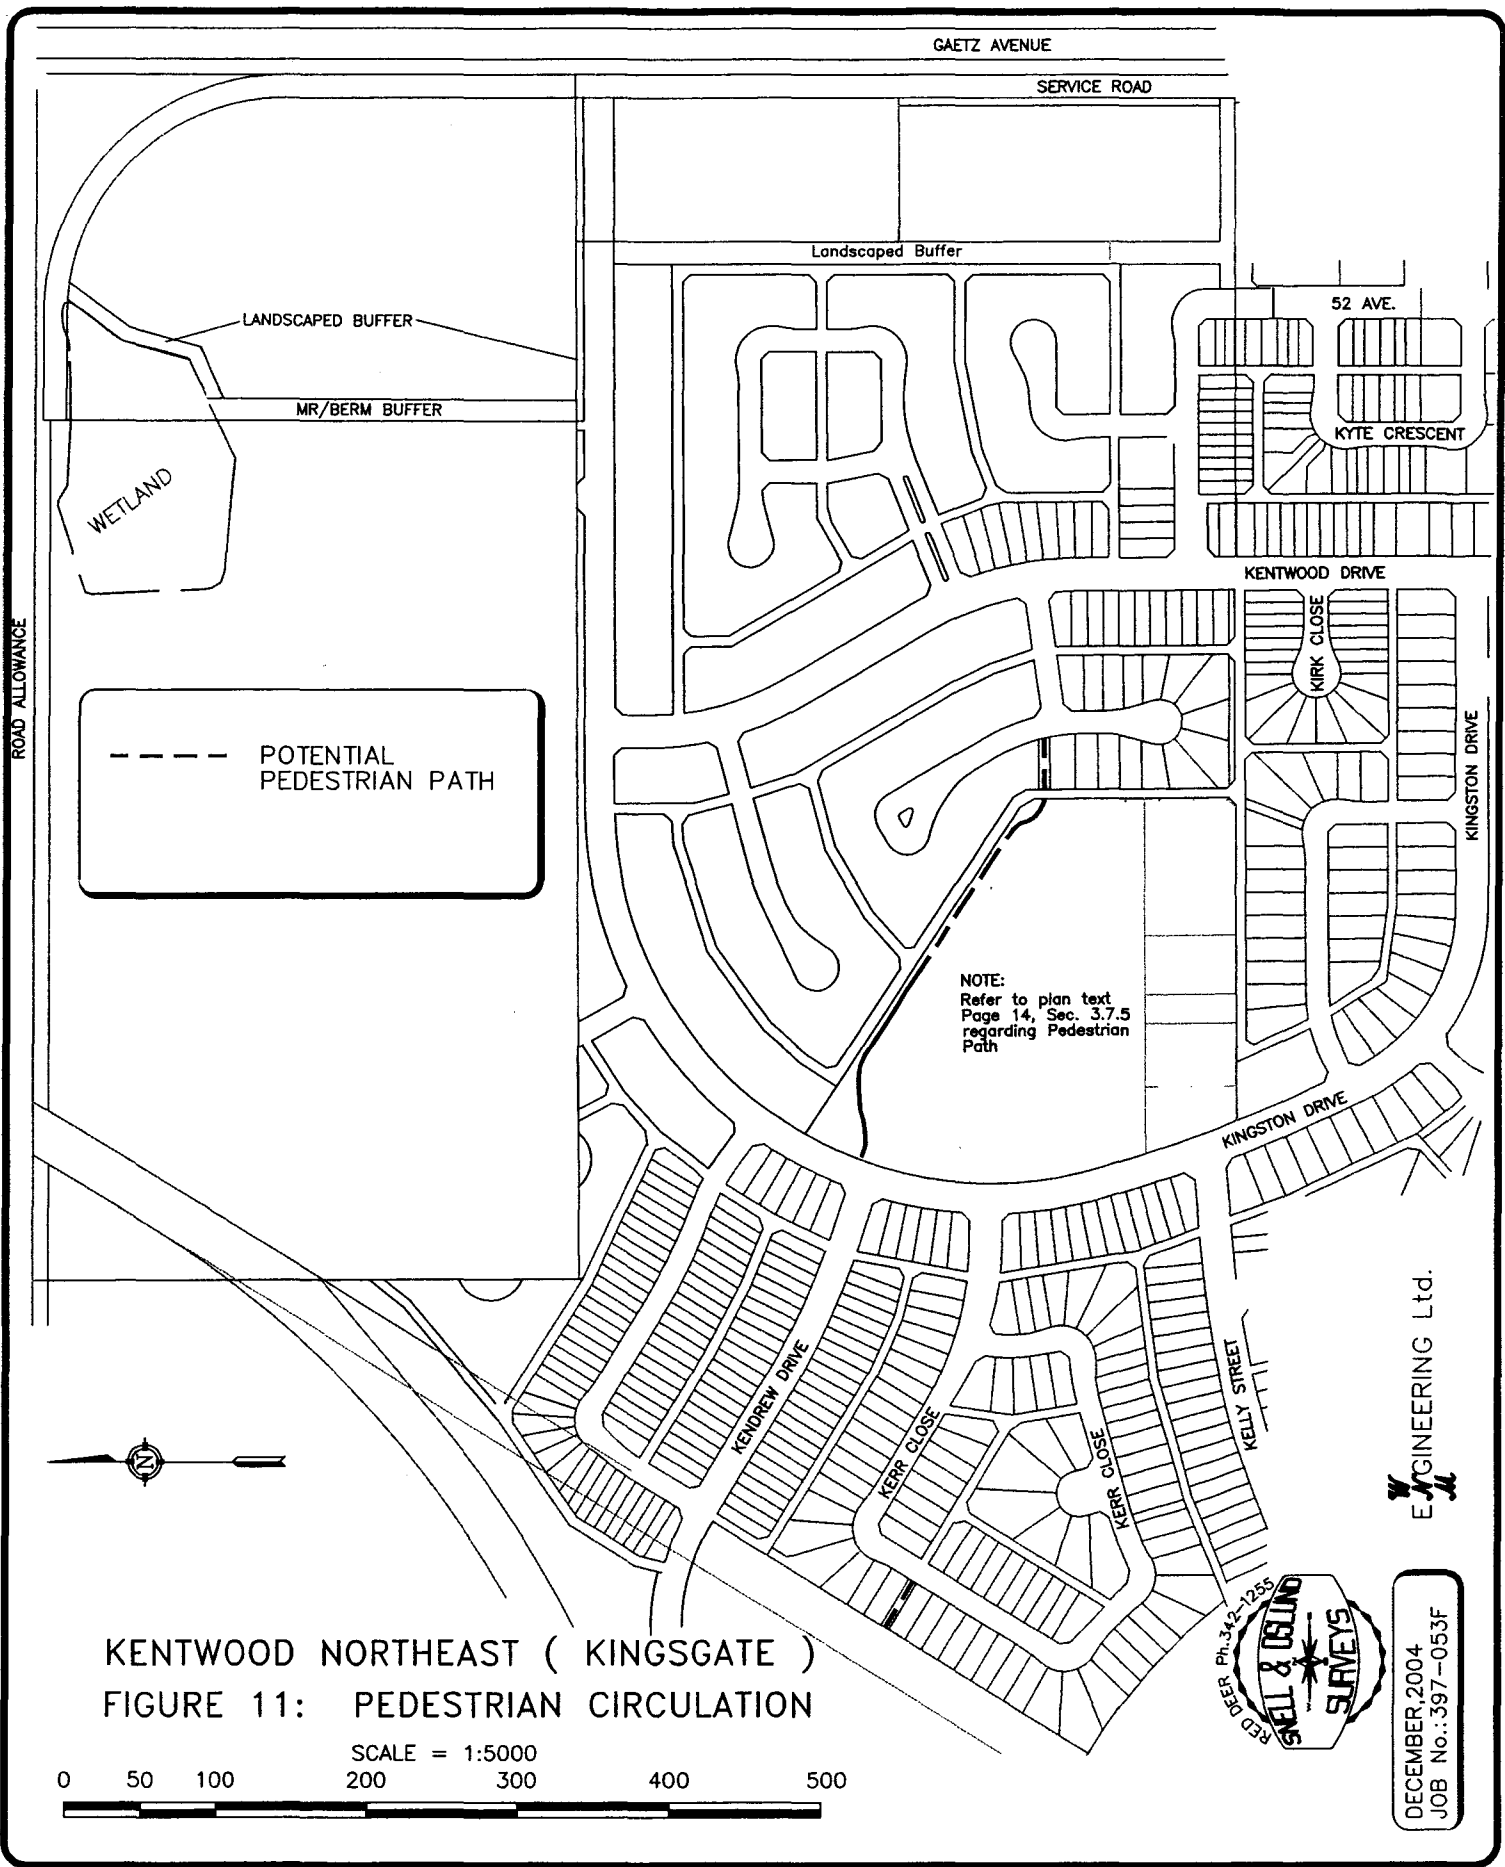 GAETZ AVENUE
SERVICE ROAD
Landscaped Buffer
52 AVE.
LANDSCAPED BUFFER
MR/BERM BUFFER
KYTE CRESCENT
WETLAND
KENTWOOD DRIVE
KIRK CLOSE
ROAD ALLOWANCE
KINGSTON DRIVE
POTENTIAL
PEDESTRIAN PATH
NOTE:
Refer to plan text
Page 14, Sec. 3.7.5
regarding Pedestrian
Path
KINGSTON DRIVE
KENDREW DRIVE
KERR CLOSE
KERR CLOSE
KELLY STREET
N
ENGINEERING Ltd.
RED DEER Ph.342-1255
SNELL & OSLUND
SURVEYS
DECEMBER,2004
JOB No.:397-053F
KENTWOOD NORTHEAST ( KINGSGATE )
FIGURE 11: PEDESTRIAN CIRCULATION
SCALE = 1:5000
0 50 100 200 300 400 500